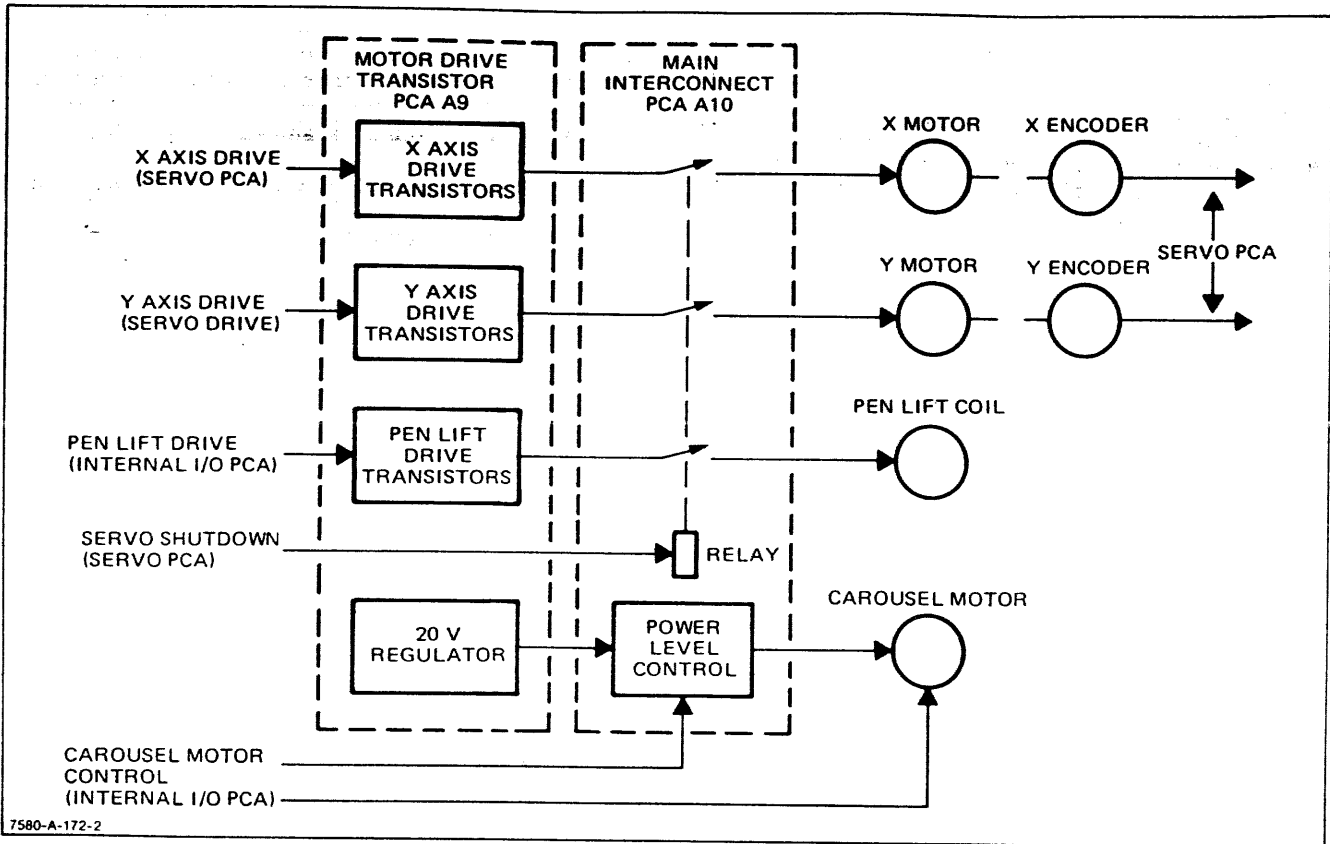 MOTOR DRIVE
TRANSISTOR
PCA A9
MAIN
INTERCONNECT
PCA A10
X AXIS DRIVE
(SERVO PCA)
X AXIS
DRIVE
TRANSISTORS
X MOTOR
X ENCODER
Y AXIS DRIVE
(SERVO DRIVE)
Y AXIS
DRIVE
TRANSISTORS
Y MOTOR
Y ENCODER
SERVO PCA
PEN LIFT DRIVE
(INTERNAL I/O PCA)
PEN LIFT
DRIVE
TRANSISTORS
PEN LIFT COIL
SERVO SHUTDOWN
(SERVO PCA)
RELAY
20 V
REGULATOR
POWER
LEVEL
CONTROL
CAROUSEL MOTOR
CAROUSEL MOTOR
CONTROL
(INTERNAL I/O PCA)
7580-A-172-2